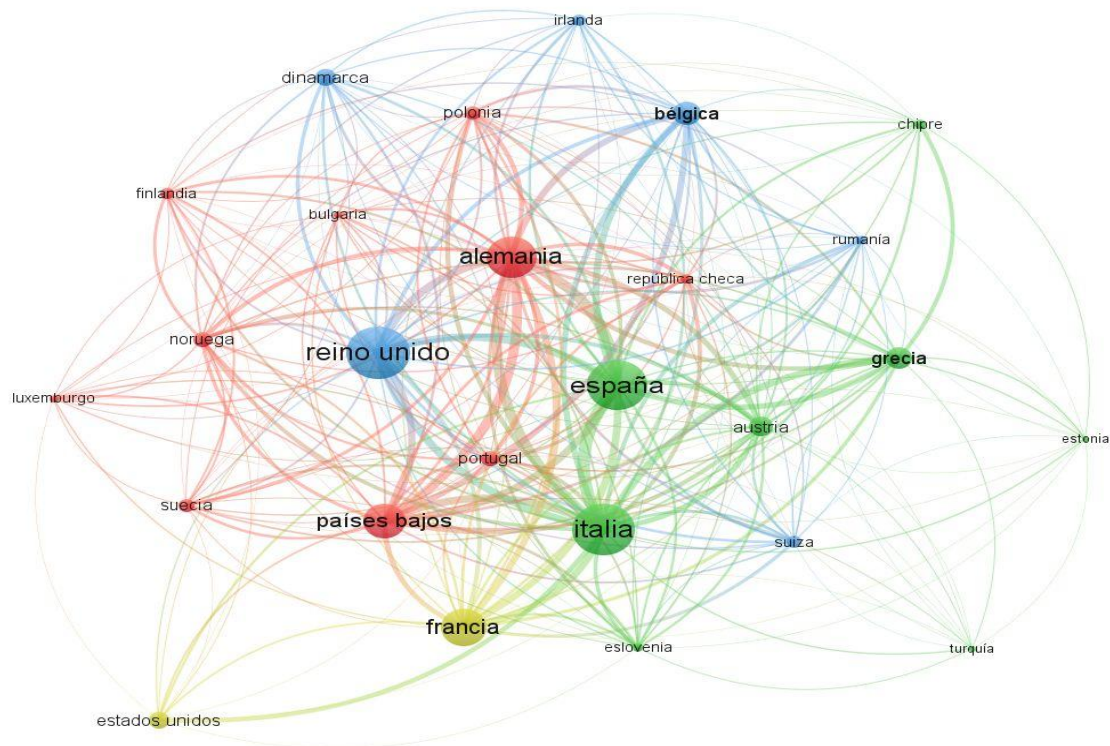 irlanda
dinamarca
polonia
bélgica
chipre
finlandia
bulgaria
rumanía
alemania
república checa
noruega
reino unido
grecia
españa
luxemburgo
austria
estonia
portugal
suecia
países bajos
italia
suiza
francia
eslovenia
turquía
estados unidos